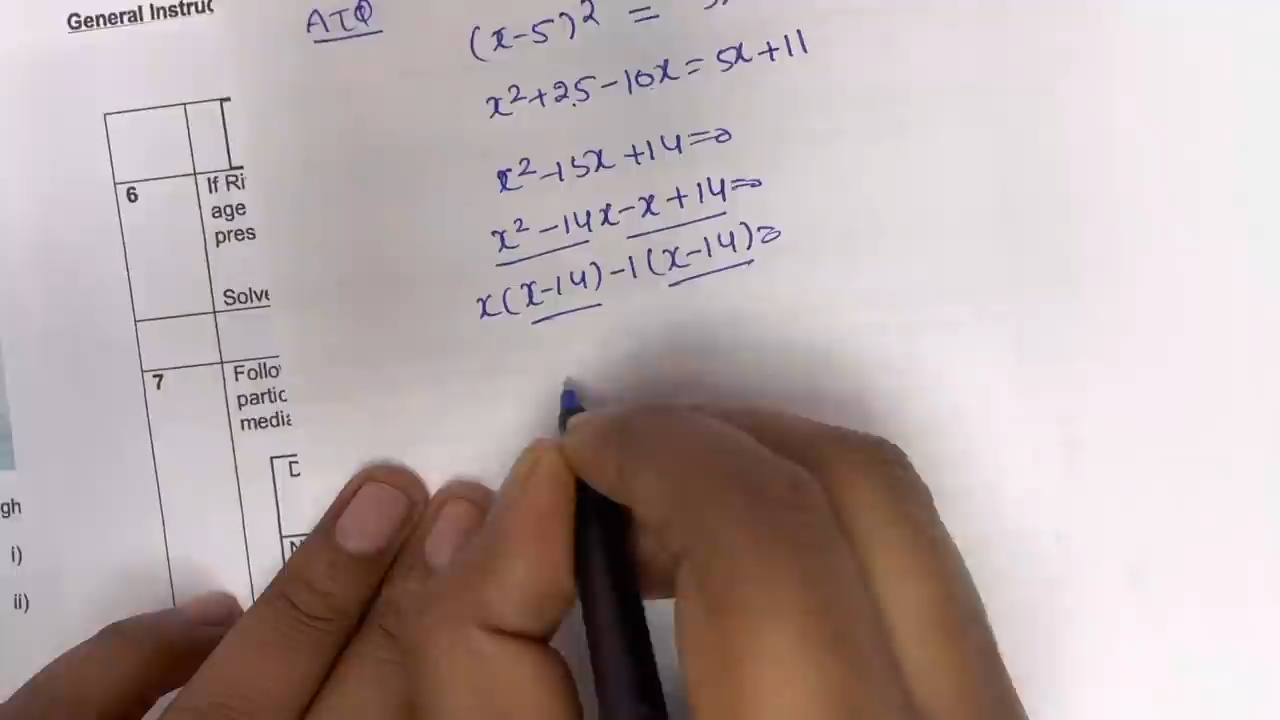 General Instruc
ATQ
(x-5)² =
x²+25-10x=5x+11
x²-15x+14=0
x²-14x-x+14=0
x(x-14)-1(x-14)=
6
If Ri
age
pres
Solve
7
Follo
partic
media
gh
i)
ii)